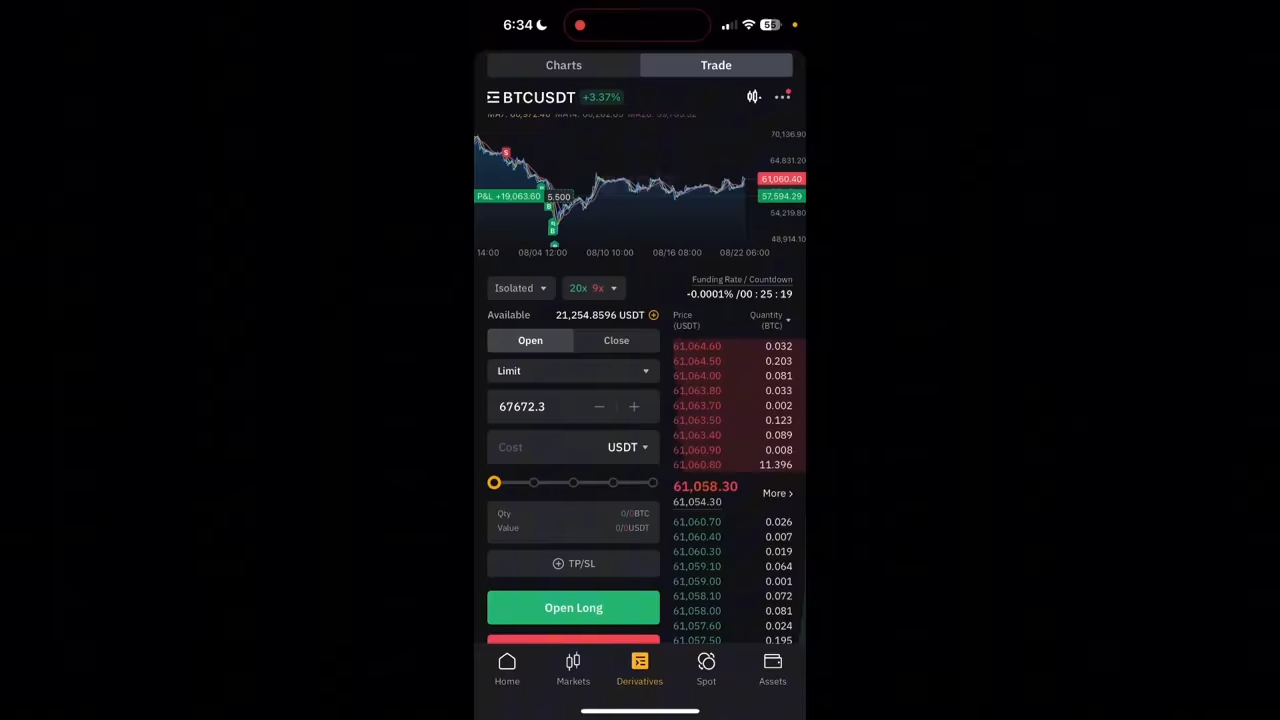 6:34
55
Charts
Trade
BTCUSDT +3.37%
70,136.90
64,831.20
S
61,060.40
P&L +19,063.60
5.500
57,594.29
B
B
54,219.80
48,914.10
14:00
08/04 12:00
08/10 10:00
08/16 08:00
08/22 06:00
Isolated
20x 9x
Funding Rate / Countdown
-0.0001% /00 : 25 : 19
Available
21,254.8596 USDT
Price
(USDT)
Quantity
(BTC)
Open
Close
Limit
67672.3
Cost
USDT
Qty
0/0BTC
Value
0/0USDT
TP/SL
Open Long
61,064.60 0.032
61,064.50 0.203
61,064.00 0.081
61,063.80 0.033
61,063.70 0.002
61,063.50 0.123
61,063.40 0.089
61,060.90 0.008
61,060.80 11.396
61,058.30
61,054.30
More ›
61,060.70 0.026
61,060.40 0.007
61,060.30 0.019
61,059.10 0.064
61,059.00 0.001
61,058.10 0.072
61,058.00 0.081
61,057.60 0.024
61,057.50 0.195
Home
Markets
Derivatives
Spot
Assets